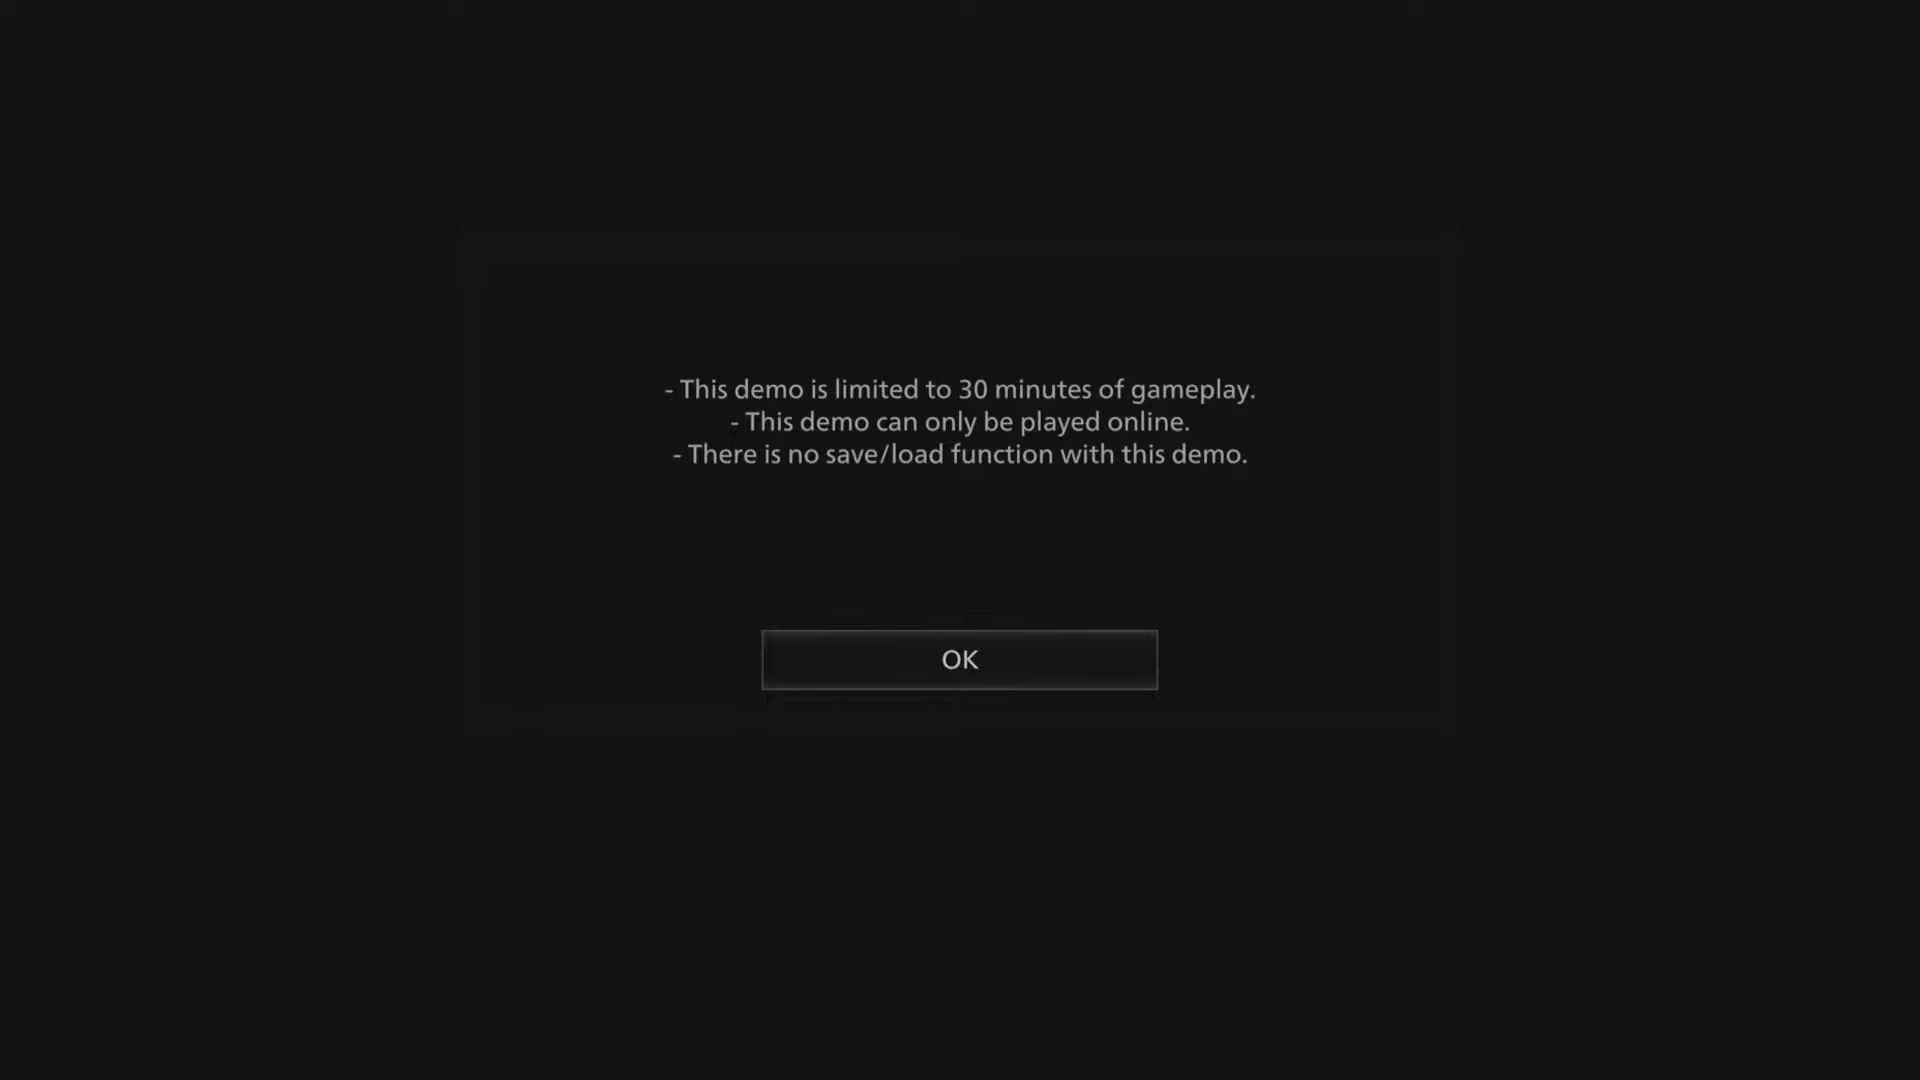 - This demo is limited to 30 minutes of gameplay.
- This demo can only be played online.
- There is no save/load function with this demo.
OK